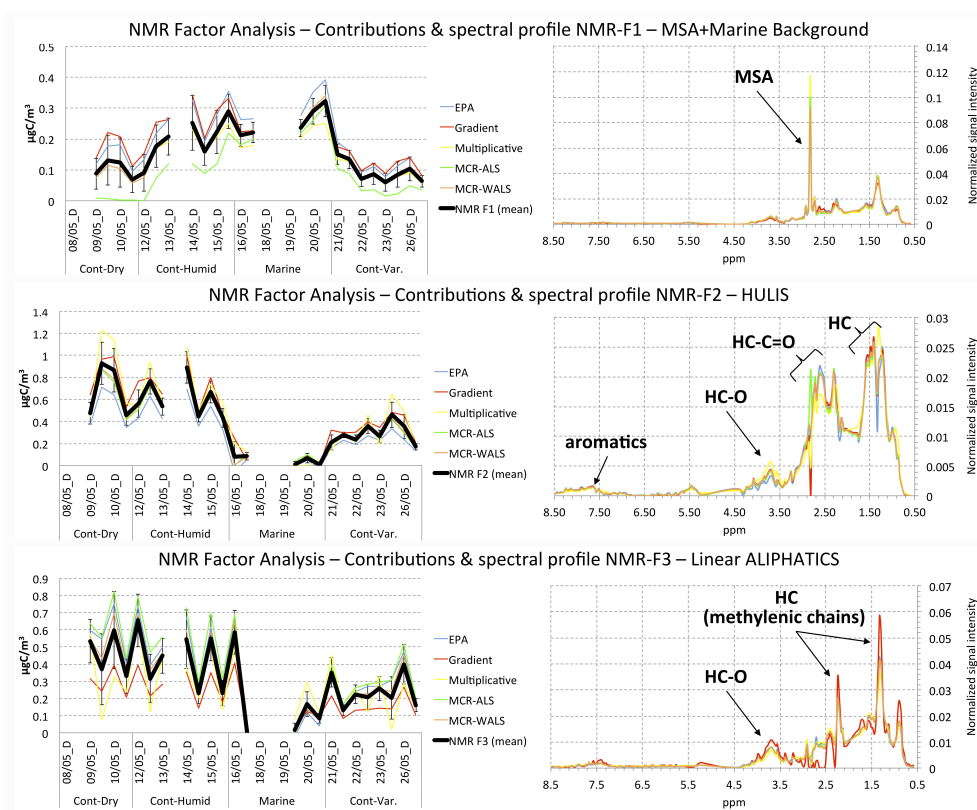 NMR Factor Analysis – Contributions & spectral profile NMR-F1 – MSA+Marine Background
µgC/m³
0.5
0.4
0.3
0.2
0.1
0
08/05_D
09/05_D
10/05_D
12/05_D
13/05_D
14/05_D
15/05_D
16/05_D
18/05_D
19/05_D
20/05_D
21/05_D
22/05_D
23/05_D
26/05_D
Cont-Dry
Cont-Humid
Marine
Cont-Var.
EPA
Gradient
Multiplicative
MCR-ALS
MCR-WALS
NMR F1 (mean)
MSA
0.14
0.12
0.1
0.08
0.06
0.04
0.02
0
Normalized signal intensity
8.50 7.50 6.50 5.50 4.50 3.50 2.50 1.50 0.50
ppm
NMR Factor Analysis – Contributions & spectral profile NMR-F2 – HULIS
µgC/m³
1.4
1.2
1
0.8
0.6
0.4
0.2
0
08/05_D
09/05_D
10/05_D
12/05_D
13/05_D
14/05_D
15/05_D
16/05_D
18/05_D
19/05_D
20/05_D
21/05_D
22/05_D
23/05_D
26/05_D
Cont-Dry
Cont-Humid
Marine
Cont-Var.
EPA
Gradient
Multiplicative
MCR-ALS
MCR-WALS
NMR F2 (mean)
aromatics
HC-O
HC-C=O
HC
0.03
0.025
0.02
0.015
0.01
0.005
0
Normalized signal intensity
8.50 7.50 6.50 5.50 4.50 3.50 2.50 1.50 0.50
ppm
NMR Factor Analysis – Contributions & spectral profile NMR-F3 – Linear ALIPHATICS
µgC/m³
0.9
0.8
0.7
0.6
0.5
0.4
0.3
0.2
0.1
0
08/05_D
09/05_D
10/05_D
12/05_D
13/05_D
14/05_D
15/05_D
16/05_D
18/05_D
19/05_D
20/05_D
21/05_D
22/05_D
23/05_D
26/05_D
Cont-Dry
Cont-Humid
Marine
Cont-Var.
EPA
Gradient
Multiplicative
MCR-ALS
MCR-WALS
NMR F3 (mean)
HC
(methylenic chains)
HC-O
0.07
0.06
0.05
0.04
0.03
0.02
0.01
0
Normalized signal intensity
8.50 7.50 6.50 5.50 4.50 3.50 2.50 1.50 0.50
ppm